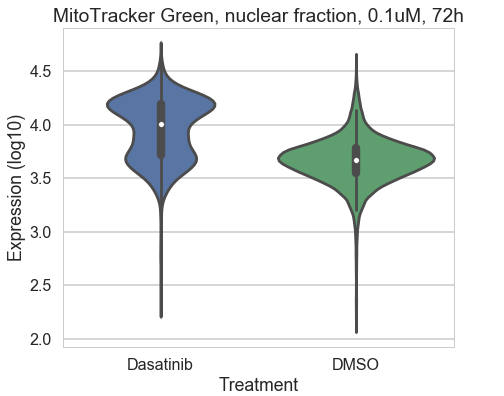 MitoTracker Green, nuclear fraction, 0.1uM, 72h
Expression (log10)
4.5
4.0
3.5
3.0
2.5
2.0
Dasatinib
DMSO
Treatment